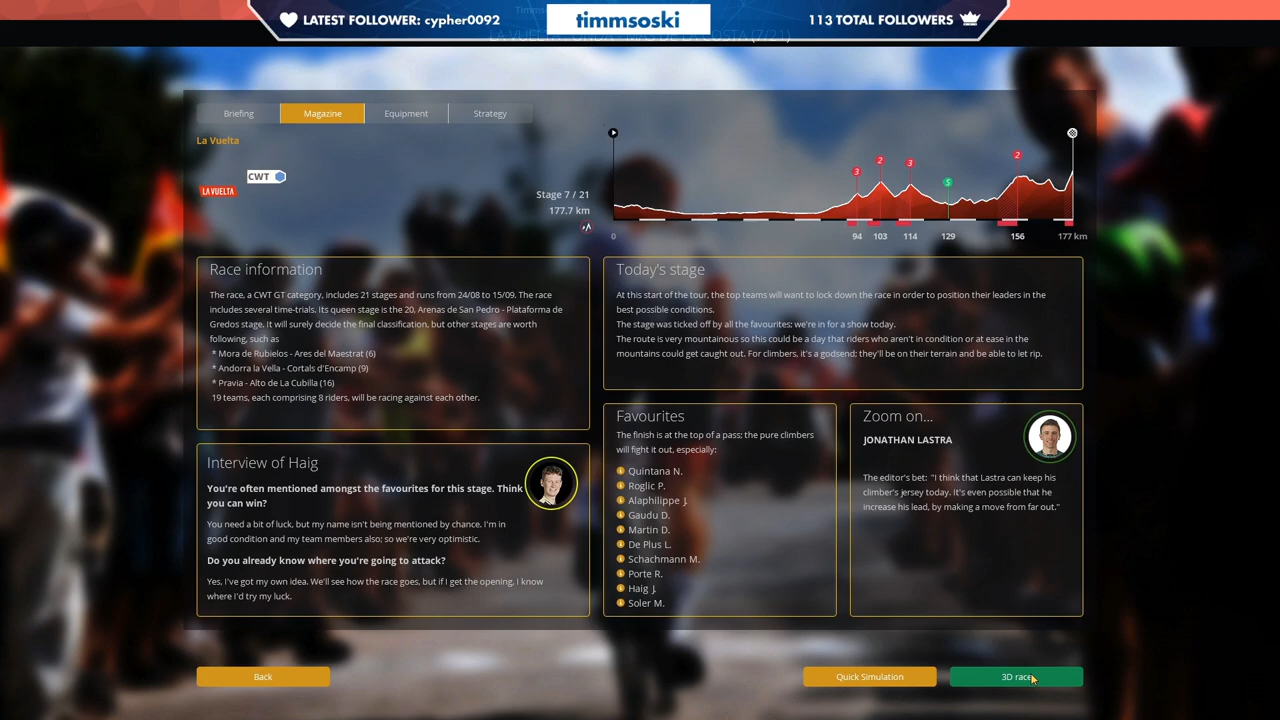 LATEST FOLLOWER: cypher0092
timmsoski
113 TOTAL FOLLOWERS
COSTA (7/21)
Briefing
Magazine
Equipment
Strategy
La Vuelta
CWT
LA VUELTA
Stage 7 / 21
177.7 km
3
2
3
S
2
0
94
103
114
129
156
177 km
Race information
The race, a CWT GT category, includes 21 stages and runs from 24/08 to 15/09. The race
includes several time-trials. Its queen stage is the 20, Arenas de San Pedro - Plataforma de
Gredos stage. It will surely decide the final classification, but other stages are worth
following, such as
* Mora de Rubielos - Ares del Maestrat (6)
* Andorra la Vella - Cortals d'Encamp (9)
* Pravia - Alto de La Cubilla (16)
19 teams, each comprising 8 riders, will be racing against each other.
Today's stage
At this start of the tour, the top teams will want to lock down the race in order to position their leaders in the
best possible conditions.
The stage was ticked off by all the favourites; we're in for a show today.
The route is very mountainous so this could be a day that riders who aren't in condition or at ease in the
mountains could get caught out. For climbers, it's a godsend; they'll be on their terrain and be able to let rip.
Interview of Haig
You're often mentioned amongst the favourites for this stage. Think
you can win?
You need a bit of luck, but my name isn't being mentioned by chance. I'm in
good condition and my team members also; so we're very optimistic.
Do you already know where you're going to attack?
Yes, I've got my own idea. We'll see how the race goes, but if I get the opening, I know
where I'd try my luck.
Favourites
The finish is at the top of a pass; the pure climbers
will fight it out, especially:
Quintana N.
Roglic P.
Alaphilippe J.
Gaudu D.
Martin D.
De Plus L.
Schachmann M.
Porte R.
Haig J.
Soler M.
Zoom on...
JONATHAN LASTRA
The editor's bet: "I think that Lastra can keep his
climber's jersey today. It's even possible that he
increase his lead, by making a move from far out."
Back
Quick Simulation
3D race